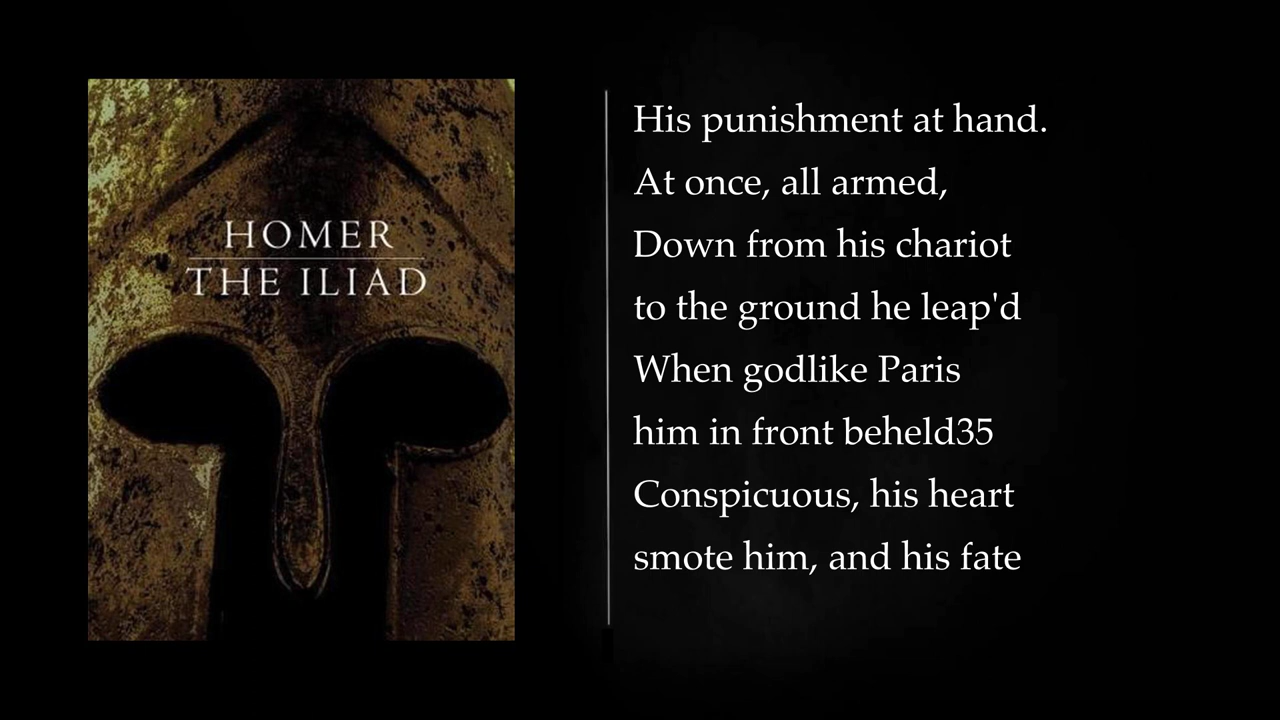 HOMER
THE ILIAD
His punishment at hand.
At once, all armed,
Down from his chariot
to the ground he leap'd
When godlike Paris
him in front beheld35
Conspicuous, his heart
smote him, and his fate